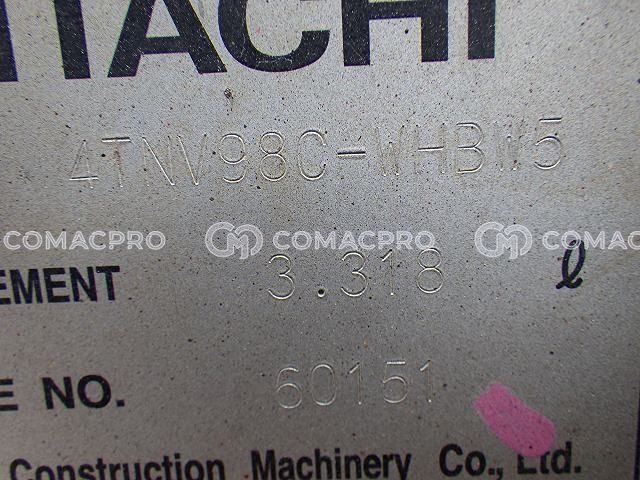 ITACHI
4TNV98C-WHBW5
COMACPRO COMACPRO COMAC
EMENT 3.318 ℓ
E NO. 60151
Construction Machinery Co., Ltd.